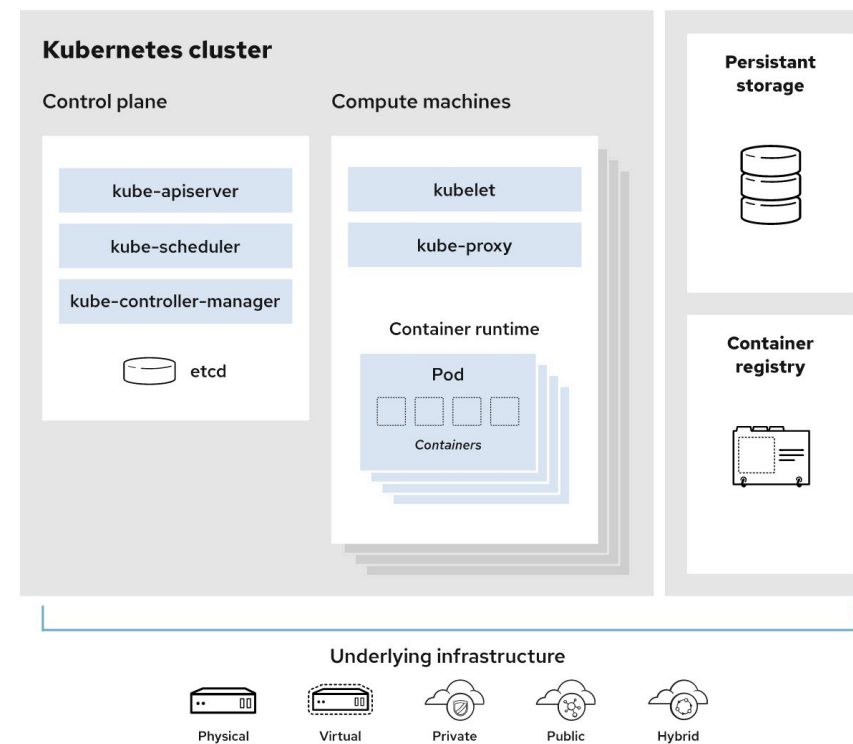 Kubernetes cluster
Control plane
kube-apiserver
kube-scheduler
kube-controller-manager
etcd
Compute machines
kubelet
kube-proxy
Container runtime
Pod
Containers
Persistant
storage
Container
registry
Underlying infrastructure
Physical
Virtual
Private
Public
Hybrid